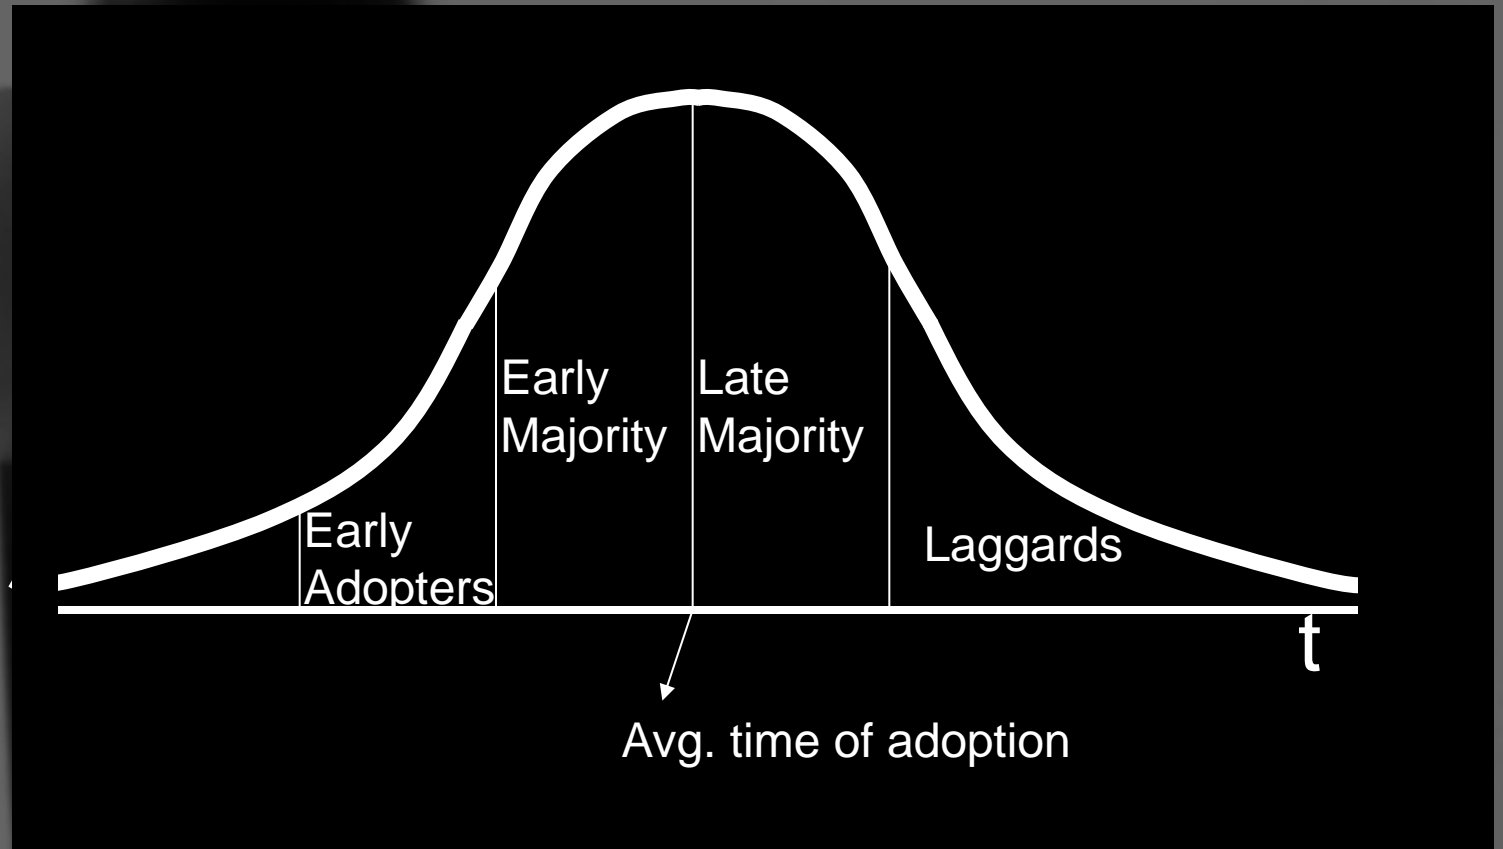 Early
Majority
Late
Majority
Early
Adopters
Laggards
t
Avg. time of adoption